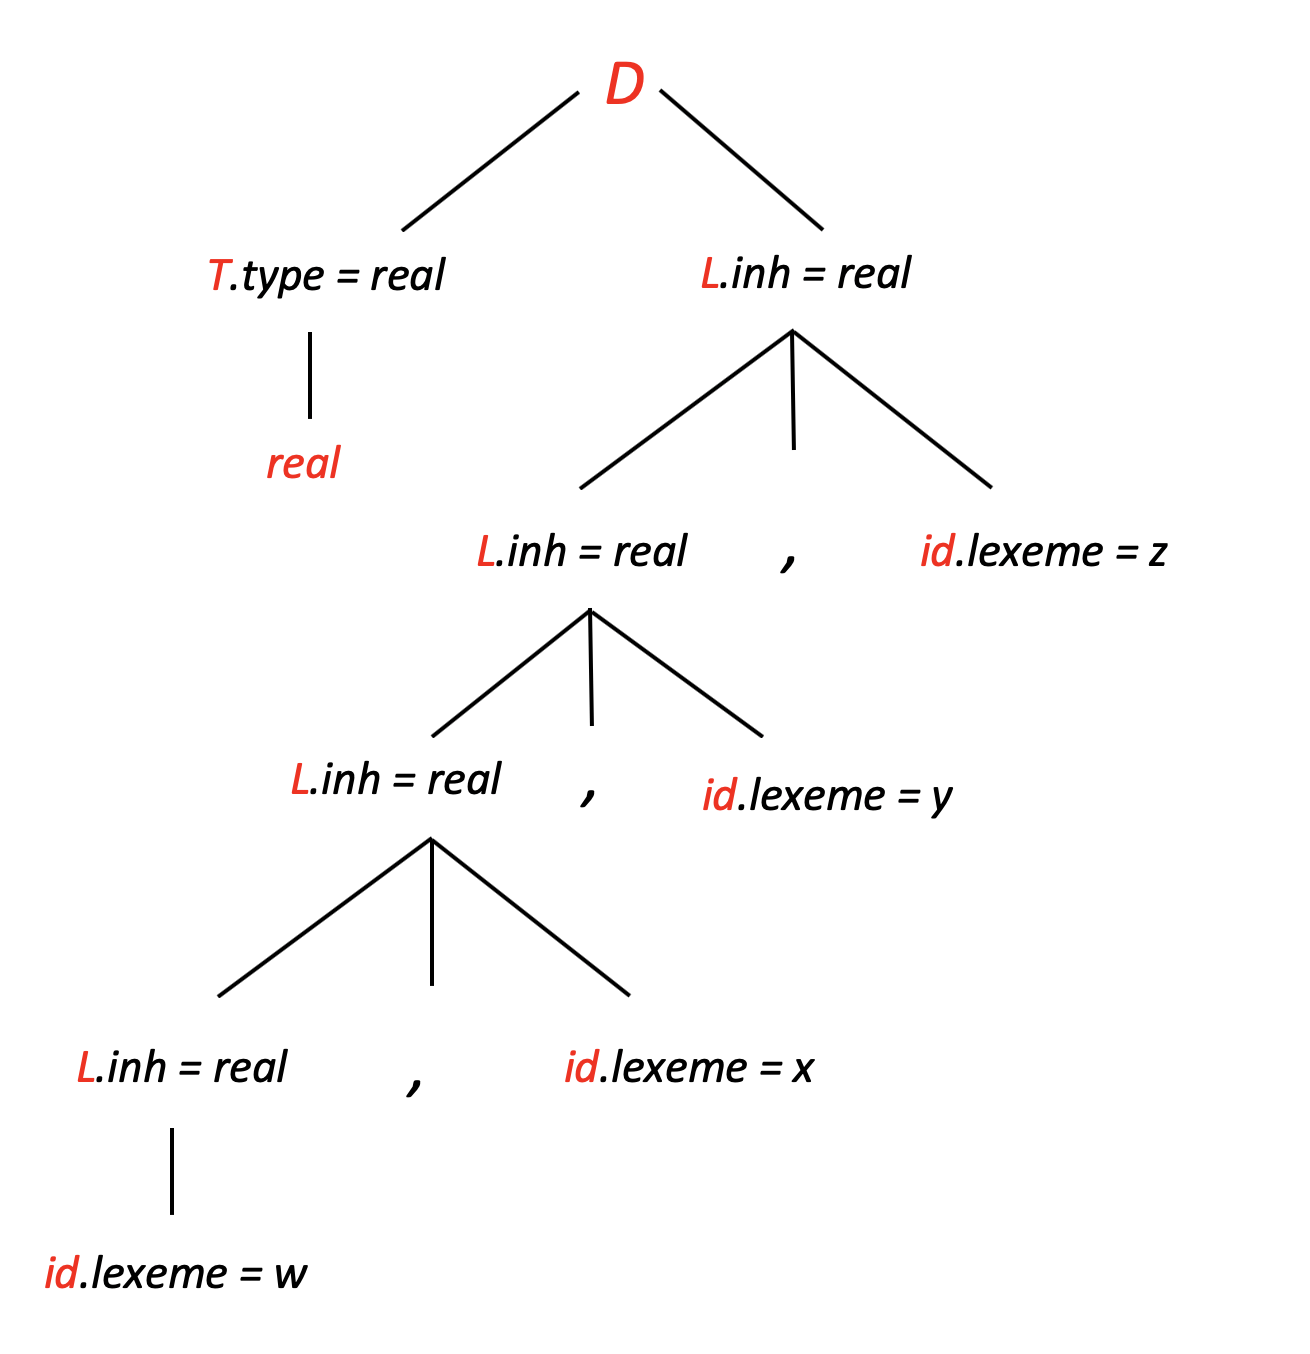 D
T.type = real
L.inh = real
real
L.inh = real , id.lexeme = z
L.inh = real , id.lexeme = y
L.inh = real , id.lexeme = x
id.lexeme = w